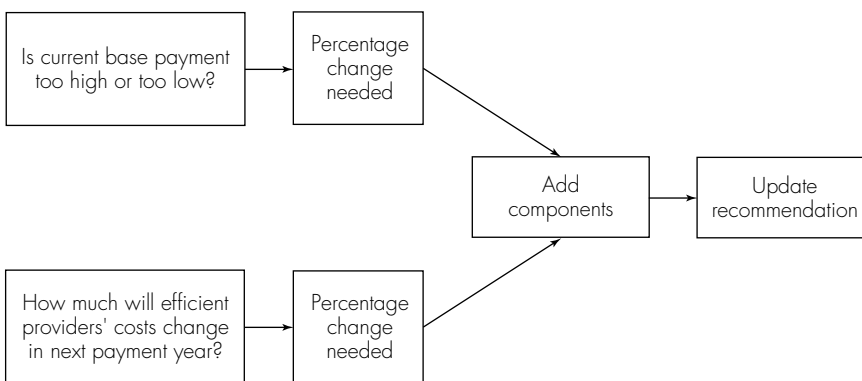 Is current base payment
too high or too low?
Percentage
change
needed
Add
components
Update
recommendation
How much will efficient
providers' costs change
in next payment year?
Percentage
change
needed